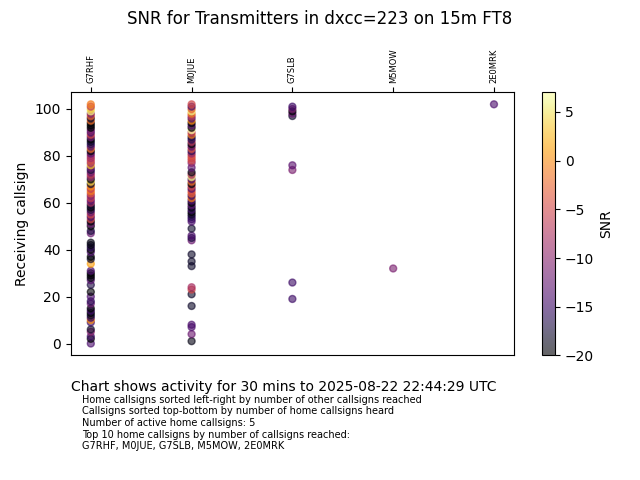 SNR for Transmitters in dxcc=223 on 15m FT8
G7RHF M0JUE G7SLB M5MOW 2E0MRK
100
80
60
40
20
0
Receiving callsign
5
0
−5
−10
−15
−20
SNR
Chart shows activity for 30 mins to 2025-08-22 22:44:29 UTC
Home callsigns sorted left-right by number of other callsigns reached
Callsigns sorted top-bottom by number of home callsigns heard
Number of active home callsigns: 5
Top 10 home callsigns by number of callsigns reached:
G7RHF, M0JUE, G7SLB, M5MOW, 2E0MRK